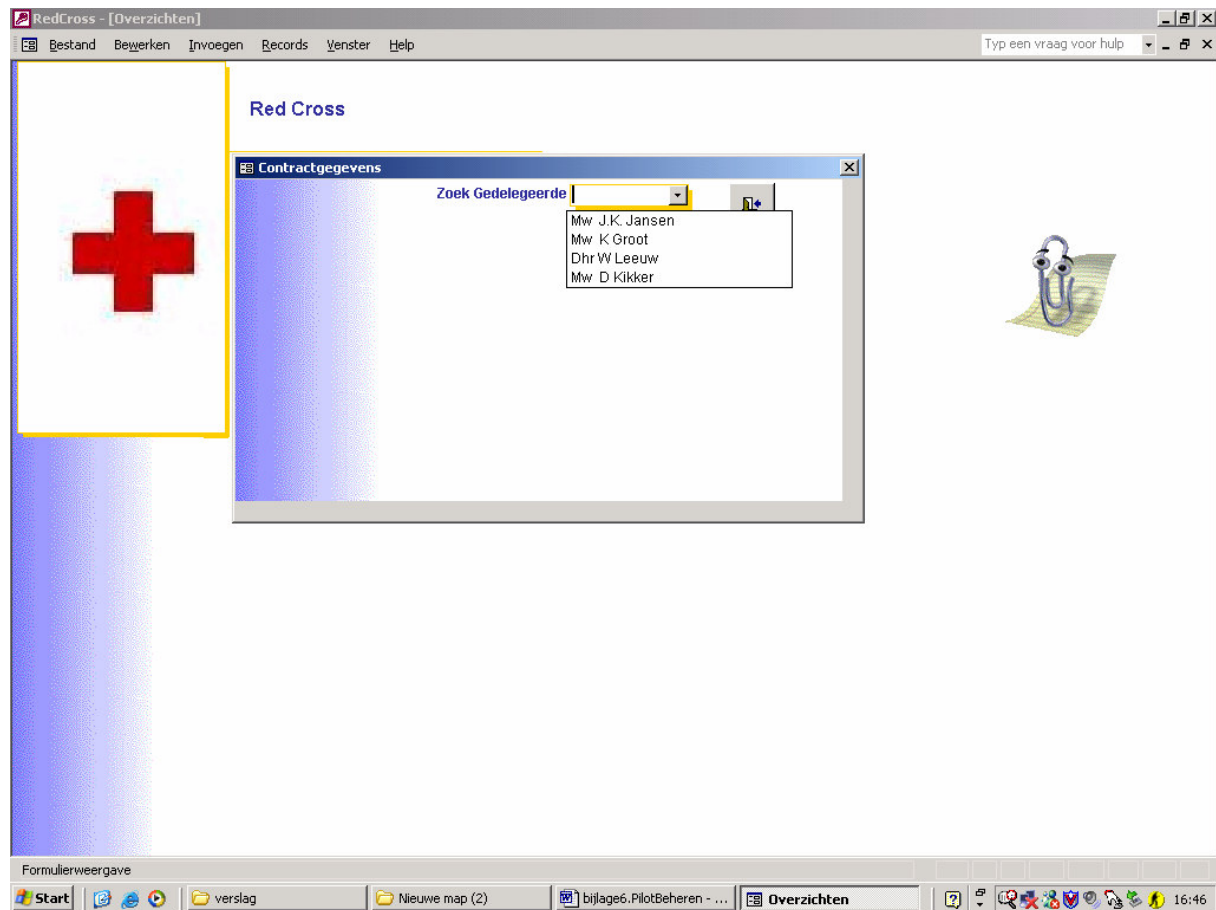 RedCross - [Overzichten]
Bestand Bewerken Invoegen Records Venster Help Typ een vraag voor hulp
Red Cross
Contractgegevens
Zoek Gedelegeerde
Mw J.K. Jansen
Mw K Groot
Dhr W Leeuw
Mw D Kikker
Formulierweergave
Start verslag Nieuwe map (2) bijlage6.PilotBeheren - ... Overzichten 16:46